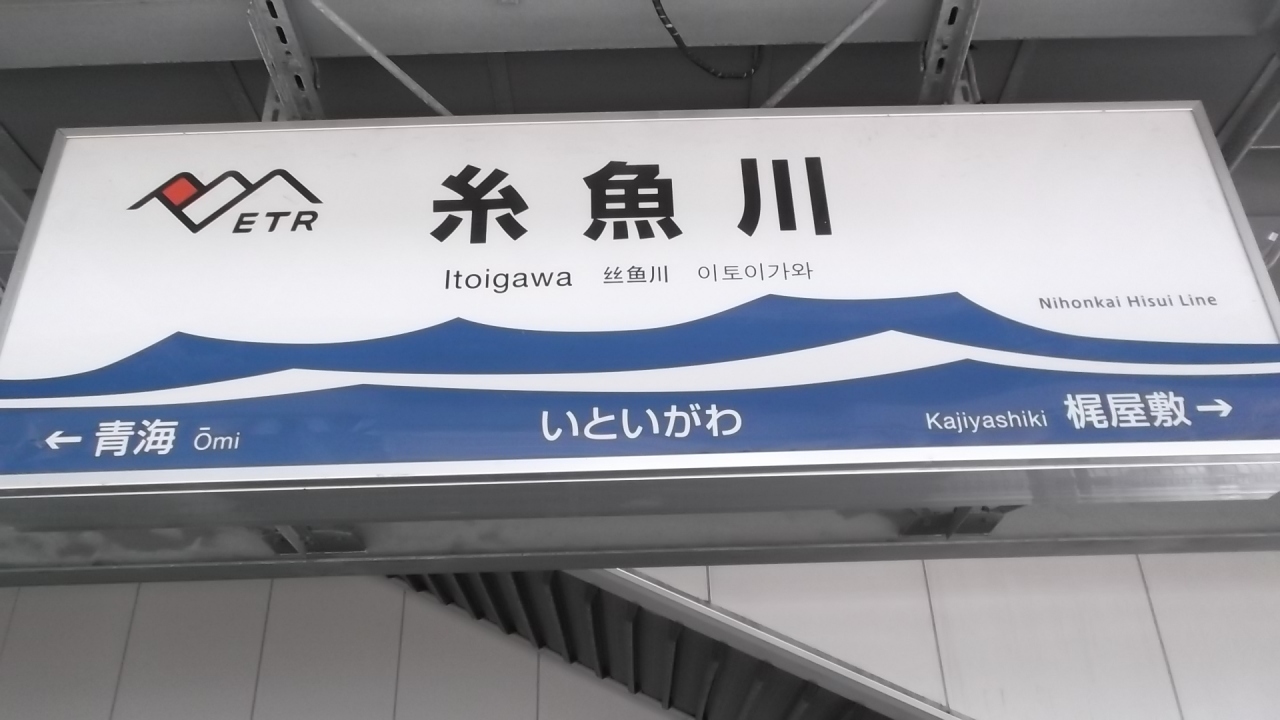 ETR
糸魚川
Itoigawa 丝鱼川 이토이가와
Nihonkai Hisui Line
← 青海 Ōmi いといがわ Kajiyashiki 梶屋敷 →